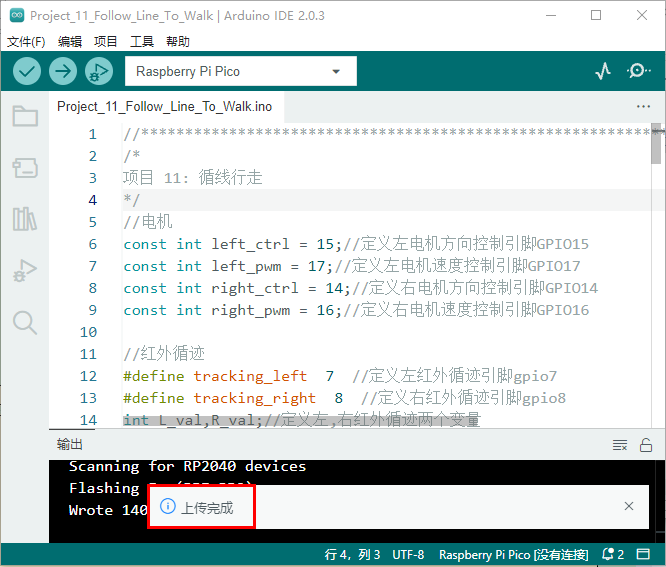 Project_11_Follow_Line_To_Walk | Arduino IDE 2.0.3
文件(F) 编辑 项目 工具 帮助
Raspberry Pi Pico
Project_11_Follow_Line_To_Walk.ino
1 //************************************************************
2 /*
3 项目 11: 循线行走
4 */
5 //电机
6 const int left_ctrl = 15;//定义左电机方向控制引脚GPIO15
7 const int left_pwm = 17;//定义左电机速度控制引脚GPIO17
8 const int right_ctrl = 14;//定义右电机方向控制引脚GPIO14
9 const int right_pwm = 16;//定义右电机速度控制引脚GPIO16
10
11 //红外循迹
12 #define tracking_left  7  //定义左红外循迹引脚gpio7
13 #define tracking_right  8  //定义右红外循迹引脚gpio8
14 int L_val,R_val;//定义左,右红外循迹两个变量
输出
Scanning for RP2040 devices
Flashing
Wrote 140
上传完成
行 4，列 3 UTF-8 Raspberry Pi Pico [没有连接] 2